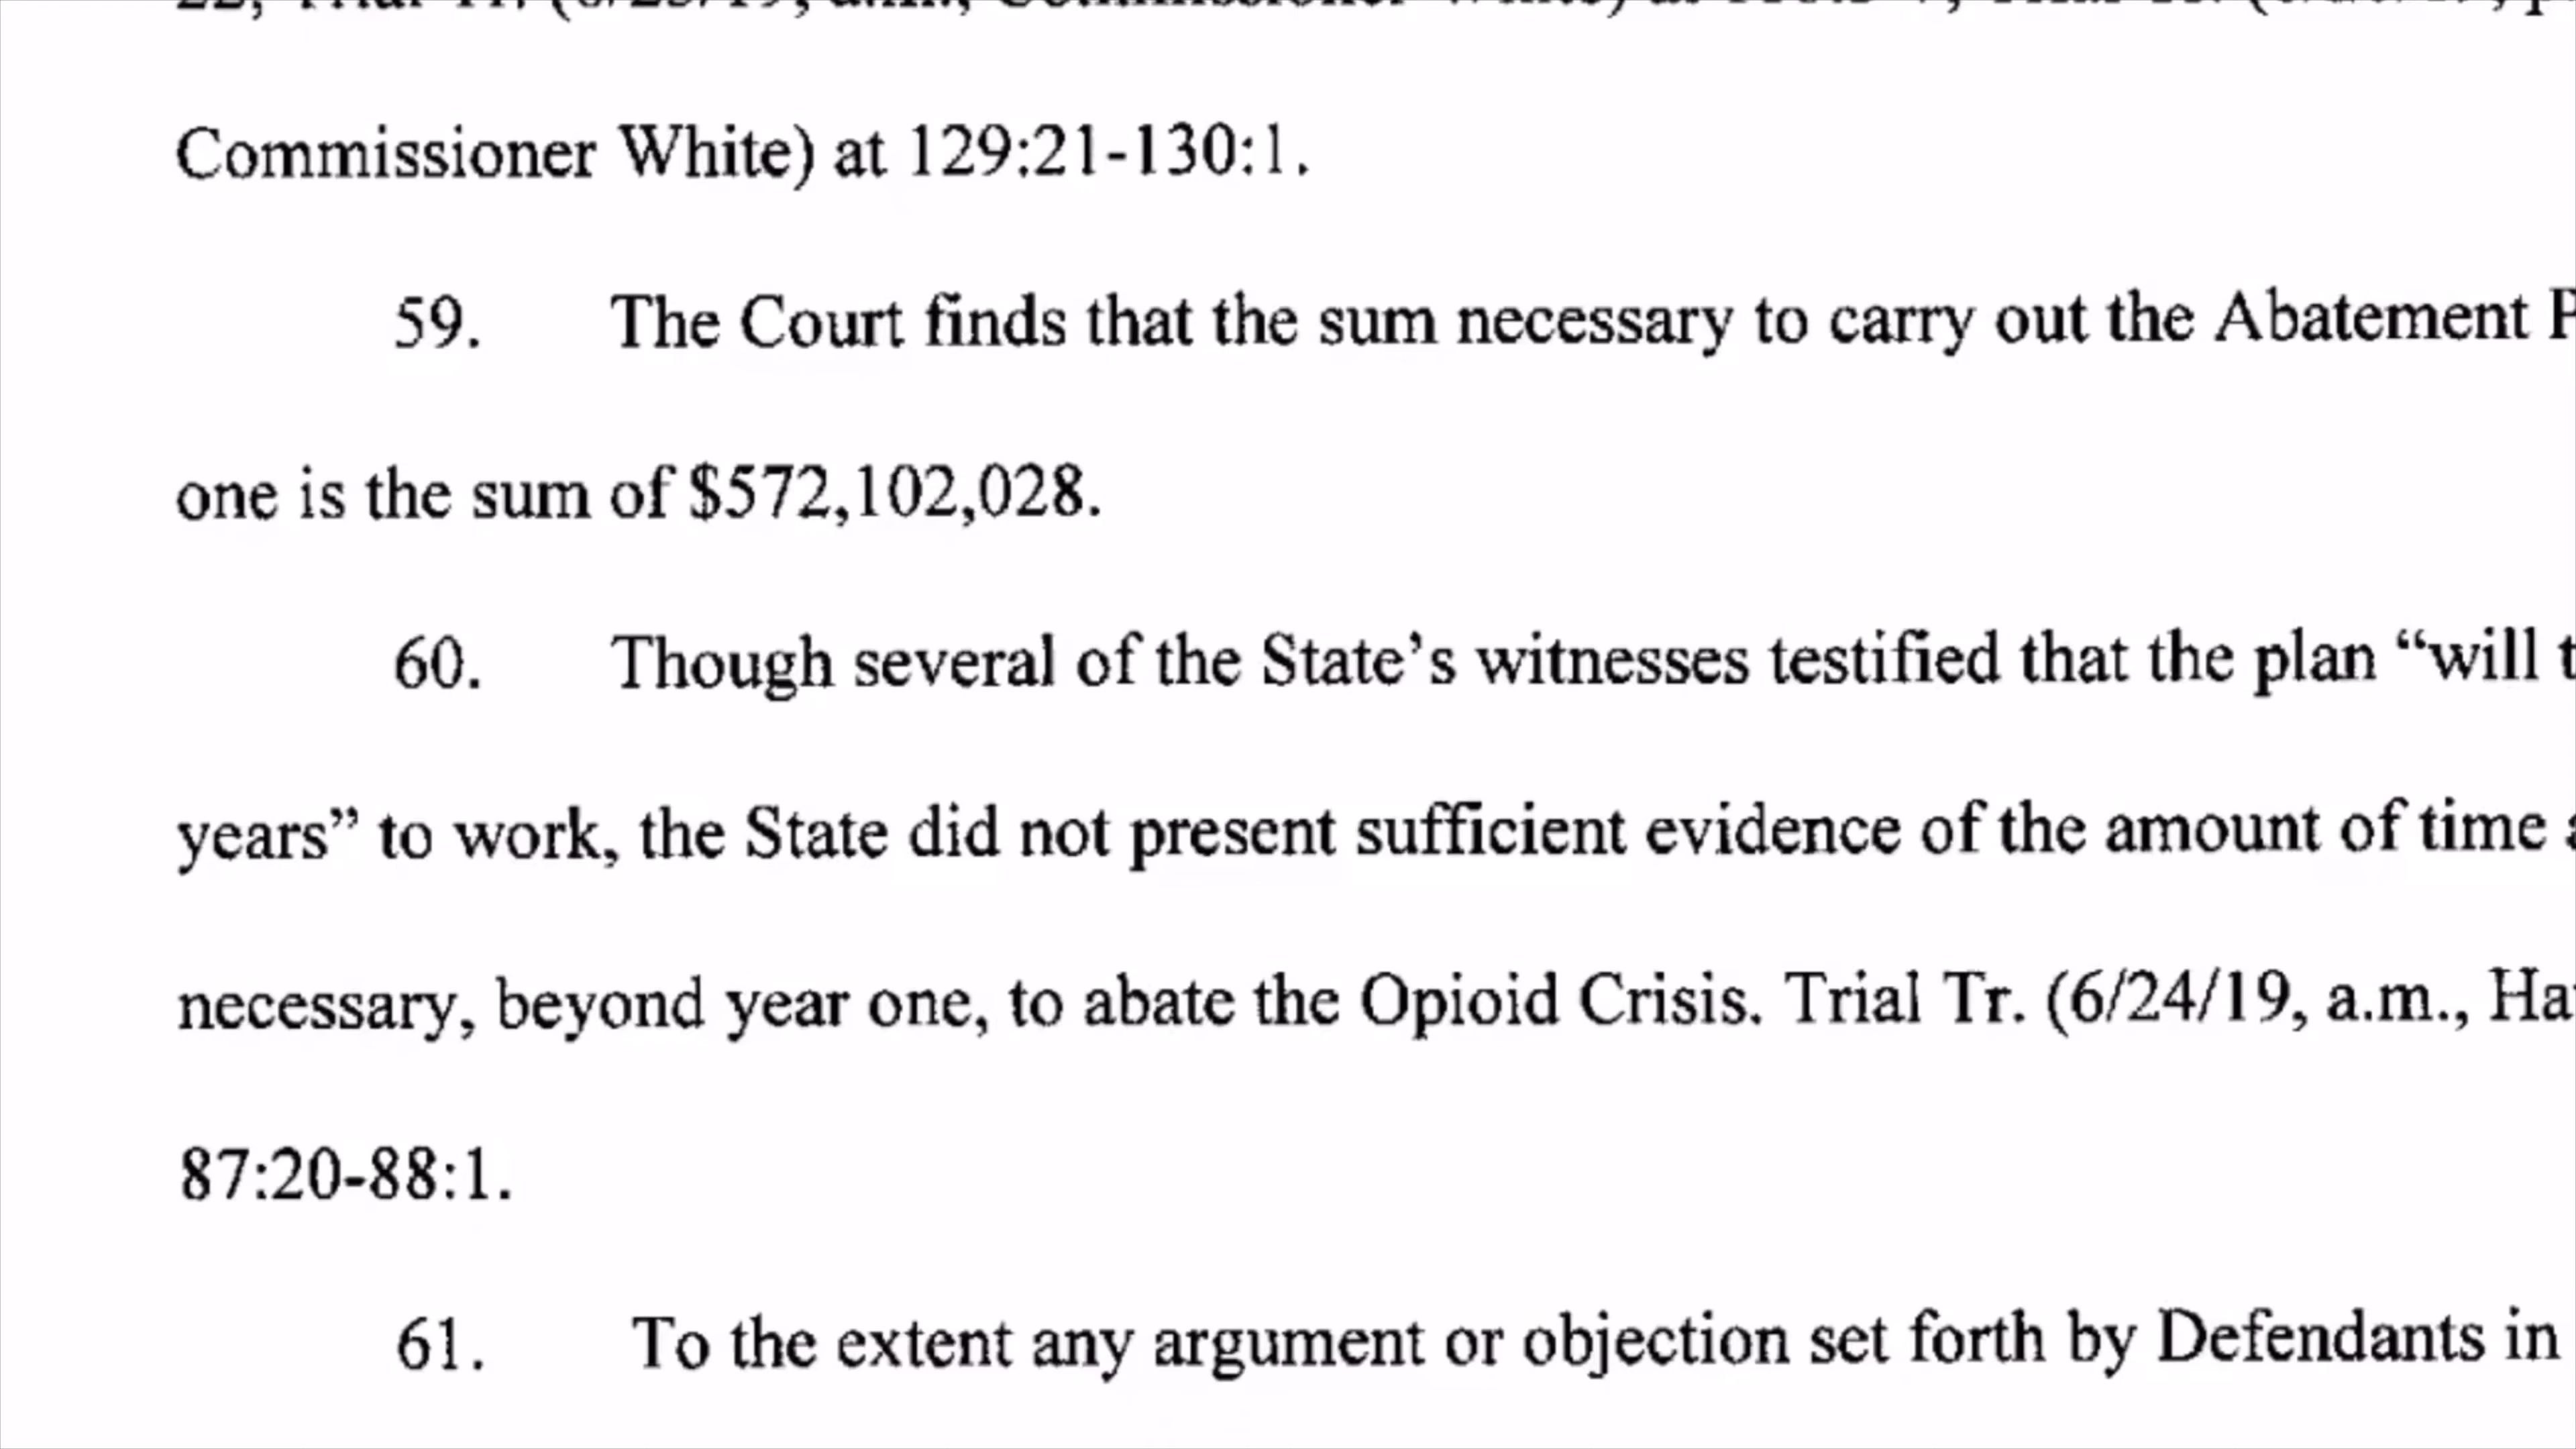 Commissioner White) at 129:21-130:1.
59. The Court finds that the sum necessary to carry out the Abatement P
one is the sum of $572,102,028.
60. Though several of the State’s witnesses testified that the plan “will t
years” to work, the State did not present sufficient evidence of the amount of time
necessary, beyond year one, to abate the Opioid Crisis. Trial Tr. (6/24/19, a.m., Ha
87:20-88:1.
61. To the extent any argument or objection set forth by Defendants in